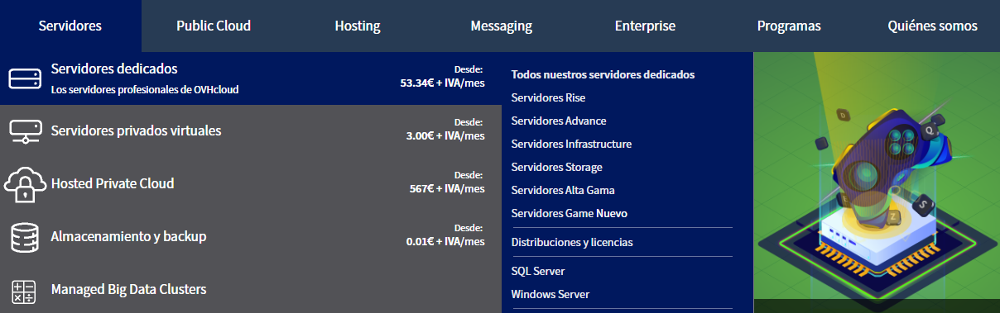 Servidores
Public Cloud
Hosting
Messaging
Enterprise
Programas
Quiénes somos
Servidores dedicados
Los servidores profesionales de OVHcloud
Desde:
53.34€ + IVA/mes
Servidores privados virtuales
Desde:
3.00€ + IVA/mes
Hosted Private Cloud
Desde:
567€ + IVA/mes
Almacenamiento y backup
Desde:
0.01€ + IVA/mes
Managed Big Data Clusters
Todos nuestros servidores dedicados
Servidores Rise
Servidores Advance
Servidores Infrastructure
Servidores Storage
Servidores Alta Gama
Servidores Game Nuevo
Distribuciones y licencias
SQL Server
Windows Server
D
Q
S
Z